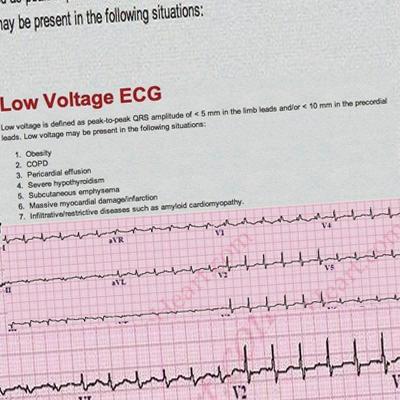 may be present in the following situations:
Low Voltage ECG
Low voltage is defined as peak-to-peak QRS amplitude of < 5 mm in the limb leads and/or < 10 mm in the precordial
leads. Low voltage may be present in the following situations:
1. Obesity
2. COPD
3. Pericardial effusion
4. Severe hypothyroidism
5. Subcutaneous emphysema
6. Massive myocardial damage/infarction
7. Infiltrative/restrictive diseases such as amyloid cardiomyopathy.
I aVR V1 V4
II aVL V2 V5
V2